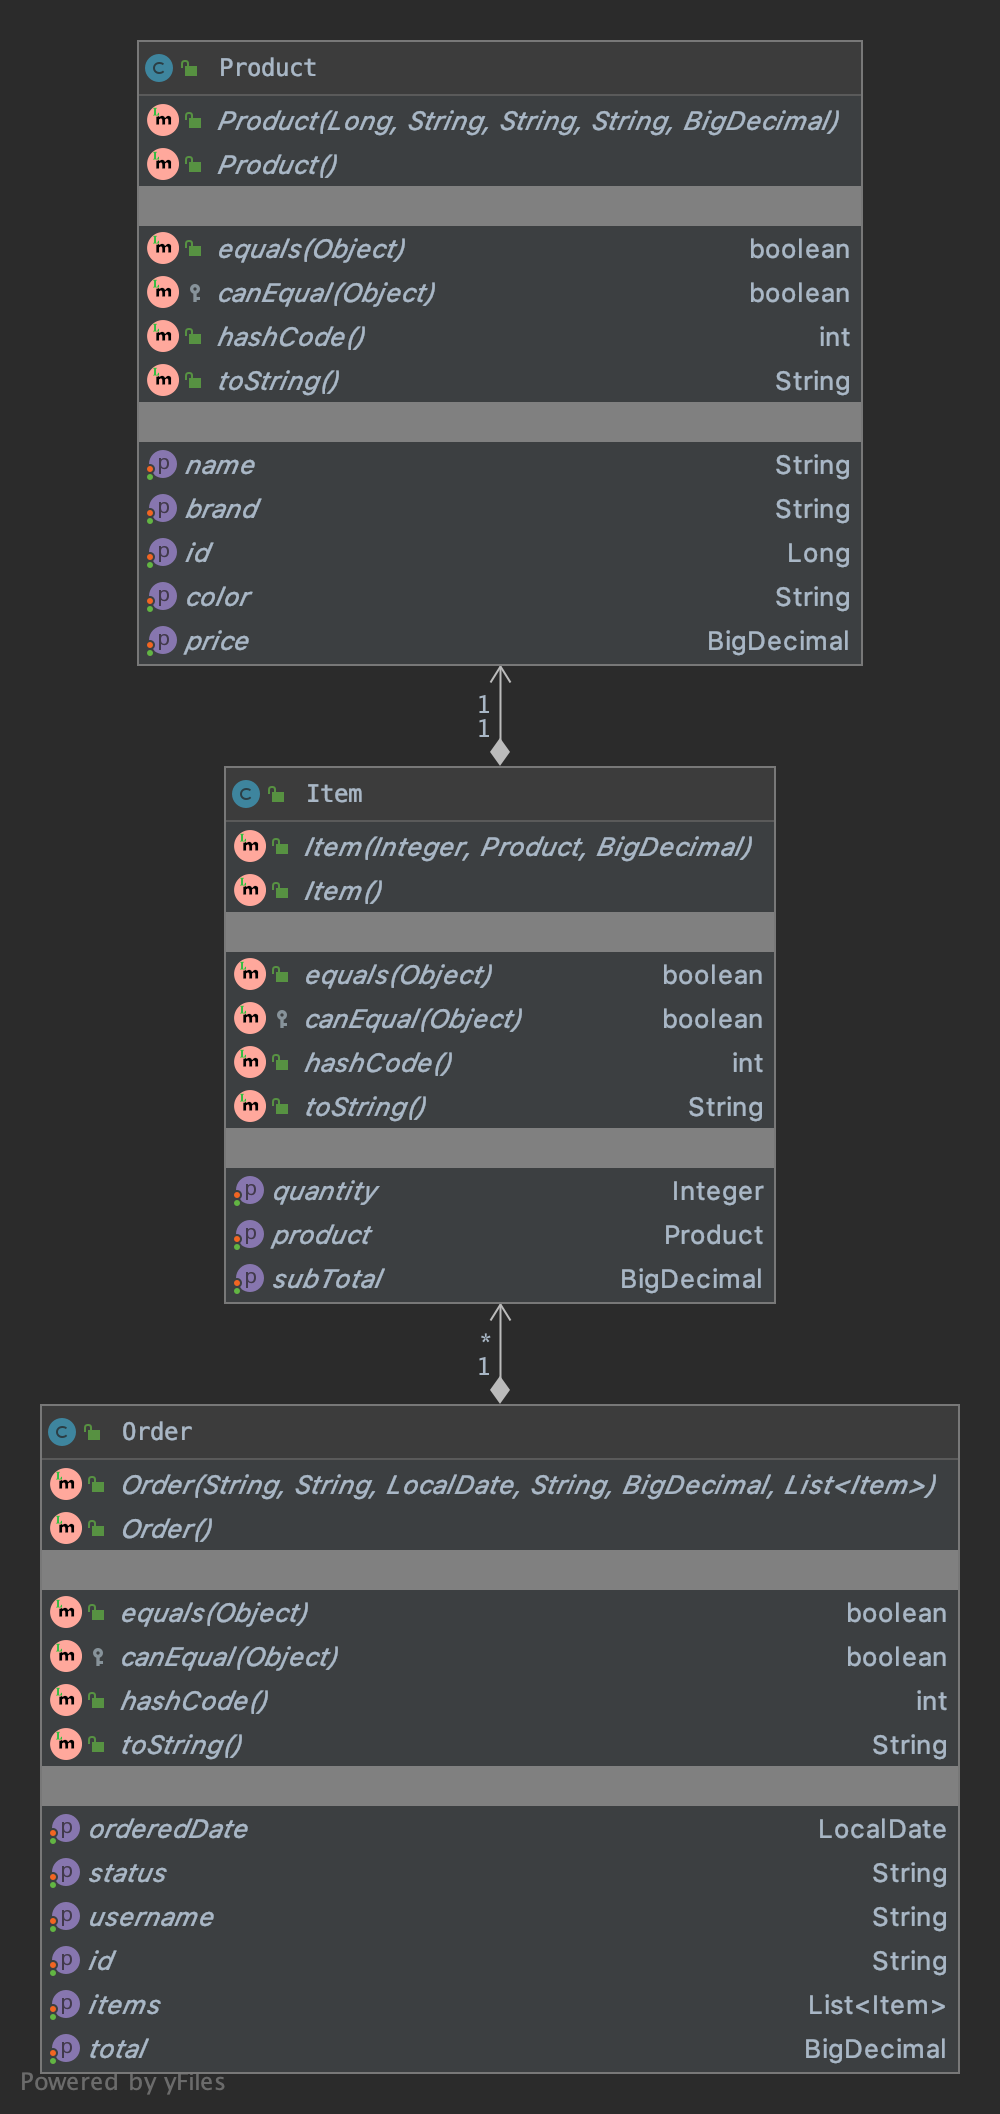 Product
Product(Long, String, String, String, BigDecimal)
Product()
equals(Object) boolean
canEqual(Object) boolean
hashCode() int
toString() String
name String
brand String
id Long
color String
price BigDecimal
1
1
Item
Item(Integer, Product, BigDecimal)
Item()
equals(Object) boolean
canEqual(Object) boolean
hashCode() int
toString() String
quantity Integer
product Product
subTotal BigDecimal
*
1
Order
Order(String, String, LocalDate, String, BigDecimal, List<Item>)
Order()
equals(Object) boolean
canEqual(Object) boolean
hashCode() int
toString() String
orderedDate LocalDate
status String
username String
id String
items List<Item>
total BigDecimal
Powered by yFiles